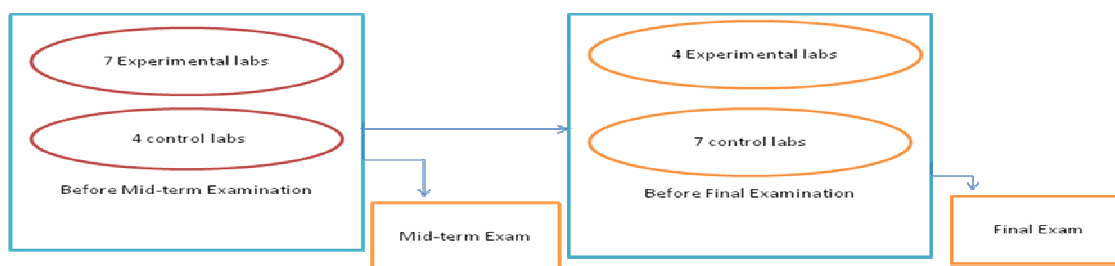 7 Experimental labs
4 control labs
Before Mid-term Examination
Mid-term Exam
4 Experimental labs
7 control labs
Before Final Examination
Final Exam